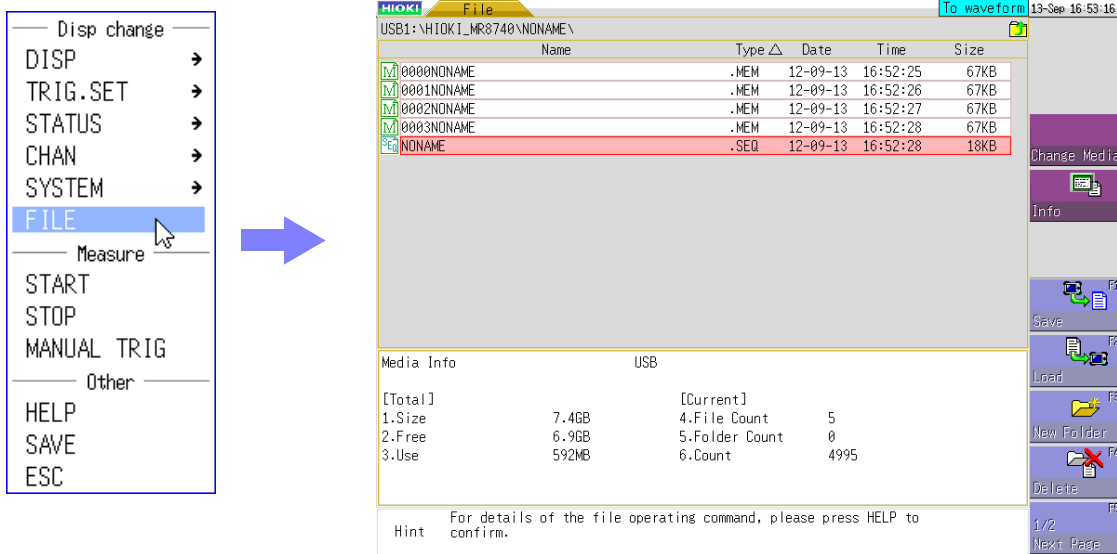 Disp change
DISP
TRIG.SET
STATUS
CHAN
SYSTEM
FILE
Measure
START
STOP
MANUAL TRIG
Other
HELP
SAVE
ESC
HIOKI File To waveform 13-Sep 16:53:16
USB1:\HIOKI_MR8740\NONAME\
Name Type△ Date Time Size
M 0000NONAME .MEM 12-09-13 16:52:25 67KB
M 0001NONAME .MEM 12-09-13 16:52:26 67KB
M 0002NONAME .MEM 12-09-13 16:52:27 67KB
M 0003NONAME .MEM 12-09-13 16:52:28 67KB
SEQ NONAME .SEQ 12-09-13 16:52:28 18KB
Change Media
Info
F1
Save
F2
Load
F3
New Folder
F4
Delete
F5
1/2
Next Page
Media Info USB
[Total] [Current]
1.Size 7.4GB 4.File Count 5
2.Free 6.9GB 5.Folder Count 0
3.Use 592MB 6.Count 4995
Hint For details of the file operating command, please press HELP to
confirm.